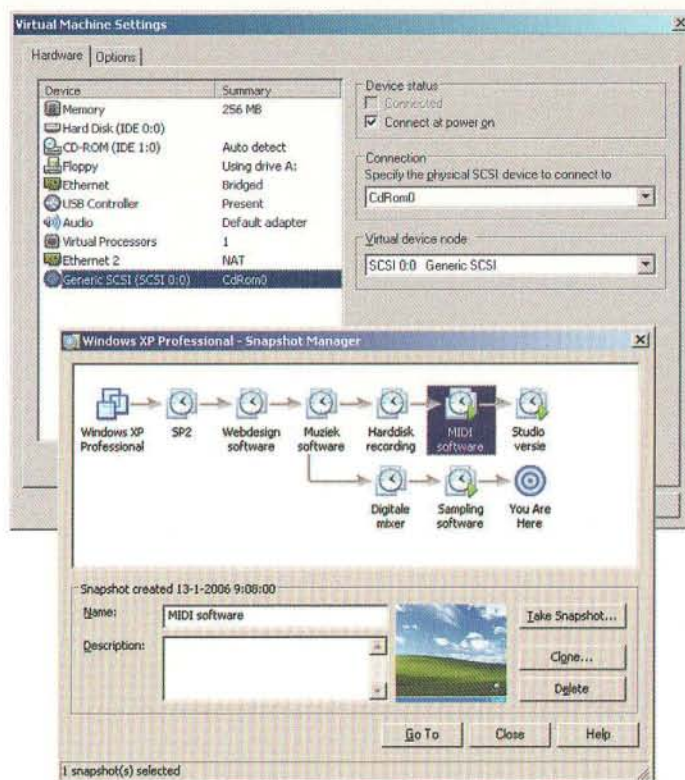 Virtual Machine Settings
Hardware
Options
Device Summary
Memory 256 MB
Hard Disk (IDE 0:0)
CD-ROM (IDE 1:0) Auto detect
Floppy Using drive A:
Ethernet Bridged
USB Controller Present
Audio Default adapter
Virtual Processors 1
Ethernet 2 NAT
Generic SCSI (SCSI 0:0) CdRom0
Device status
Connected
Connect at power on
Connection
Specify the physical SCSI device to connect to
CdRom0
Virtual device node
SCSI 0:0 Generic SCSI
Windows XP Professional - Snapshot Manager
Windows XP Professional
SP2
Webdesign software
Muziek software
Harddisk recording
MIDI software
Studio versie
Digitale mixer
Sampling software
You Are Here
Snapshot created 13-1-2006 9:08:00
Name: MIDI software
Description:
Take Snapshot...
Clone...
Delete
Go To
Close
Help
1 snapshot(s) selected